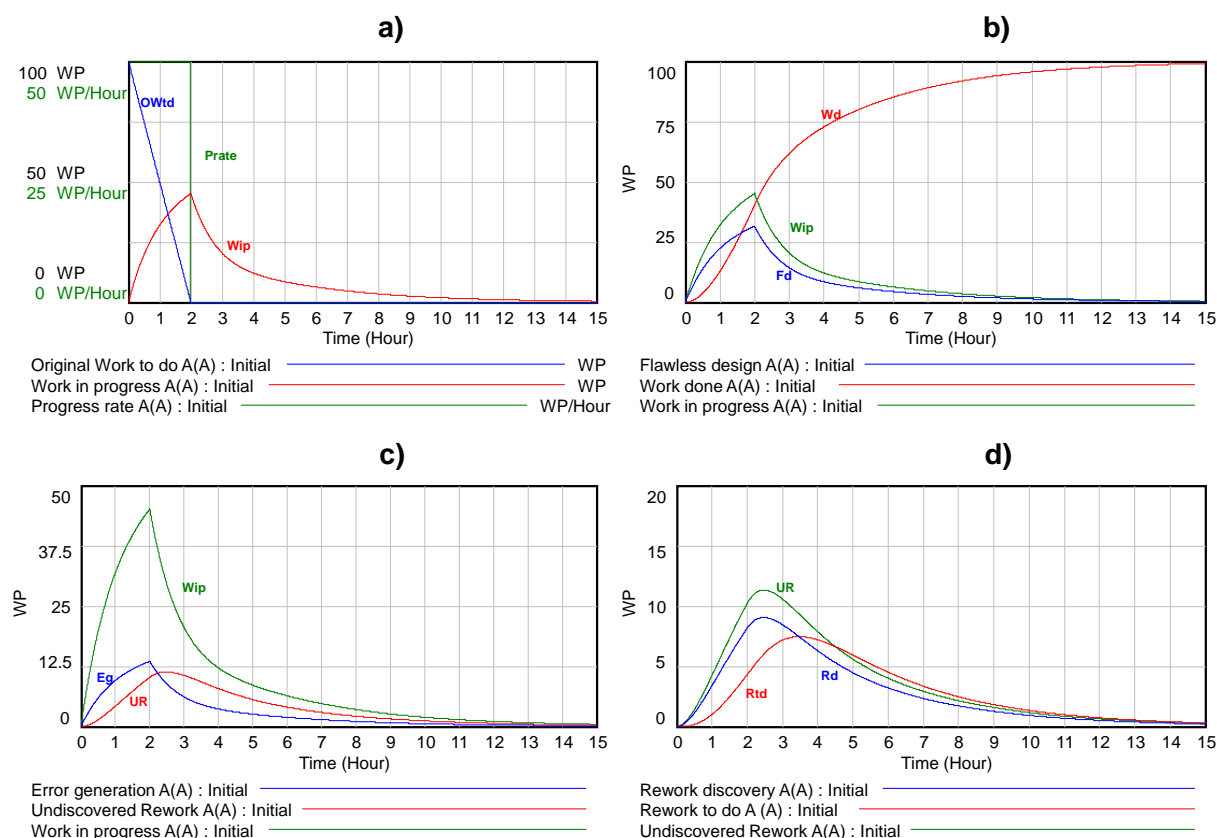 a)
100 WP
50 WP/Hour
OWtd
Prate
50 WP
25 WP/Hour
Wip
0 WP
0 WP/Hour
0 1 2 3 4 5 6 7 8 9 10 11 12 13 14 15
Time (Hour)
Original Work to do A(A) : Initial WP
Work in progress A(A) : Initial WP
Progress rate A(A) : Initial WP/Hour
b)
100
Wd
75
WP
50
Wip
25
Fd
0
0 1 2 3 4 5 6 7 8 9 10 11 12 13 14 15
Time (Hour)
Flawless design A(A) : Initial
Work done A(A) : Initial
Work in progress A(A) : Initial
c)
50
37.5
Wip
WP
25
12.5
Eg
UR
0
0 1 2 3 4 5 6 7 8 9 10 11 12 13 14 15
Time (Hour)
Error generation A(A) : Initial
Undiscovered Rework A(A) : Initial
Work in progress A(A) : Initial
d)
20
15
UR
WP
10
5
Rd
Rtd
0
0 1 2 3 4 5 6 7 8 9 10 11 12 13 14 15
Time (Hour)
Rework discovery A(A) : Initial
Rework to do A (A) : Initial
Undiscovered Rework A(A) : Initial